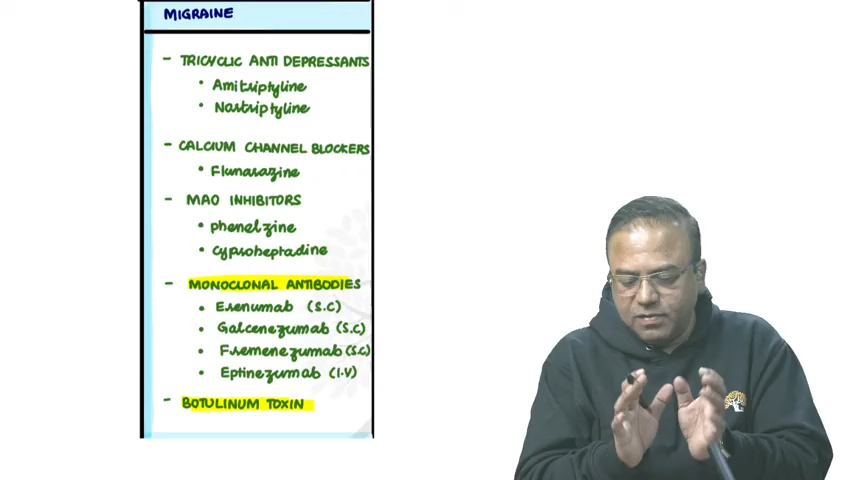 MIGRAINE
- TRICYCLIC ANTI DEPRESSANTS
• Amitriptyline
• Nortriptyline
- CALCIUM CHANNEL BLOCKERS
• Flunarazine
- MAO INHIBITORS
• phenelzine
• cyproheptadine
- MONOCLONAL ANTIBODIES
• Erenumab (S.C)
• Galcenezumab (S.C)
• Fremenezumab (S.C)
• Eptinezumab (I.V)
- BOTULINUM TOXIN